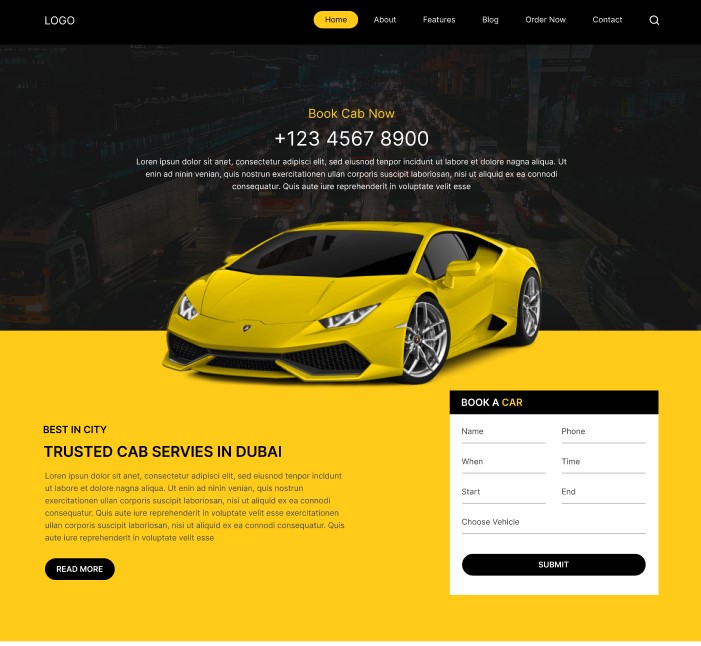 LOGO
Home About Features Blog Order Now Contact
Book Cab Now
+123 4567 8900
Lorem ipsun dolor sit anet, consectetur adipisci elit, sed eiusnod tenpor incidunt ut labore et dolore nagna aliqua. Ut
enin ad ninin venian, quis nostrun exercitationen ullan corporis suscipit laboriosan, nisi ut aliquid ex ea connodi
consequatur. Quis aute iure reprehenderit in voluptate velit esse
BEST IN CITY
TRUSTED CAB SERVIES IN DUBAI
Loren ipsun dolor sit anet, consectetur adipisci elit, sed eiusnod tenpor incidunt
ut labore et dolore nagna aliqua. Ut enin ad ninin venian, quis nostrun
exercitationen ullan corporis suscipit laboriosan, nisi ut aliquid ex ea connodi
consequatur. Quis aute iure reprehenderit in voluptate velit esse exercitationen
ullan corporis suscipit laboriosan, nisi ut aliquid ex ea connodi consequatur. Quis
aute iure reprehenderit in voluptate velit esse
READ MORE
BOOK A CAR
Name Phone
When Time
Start End
Choose Vehicle
SUBMIT